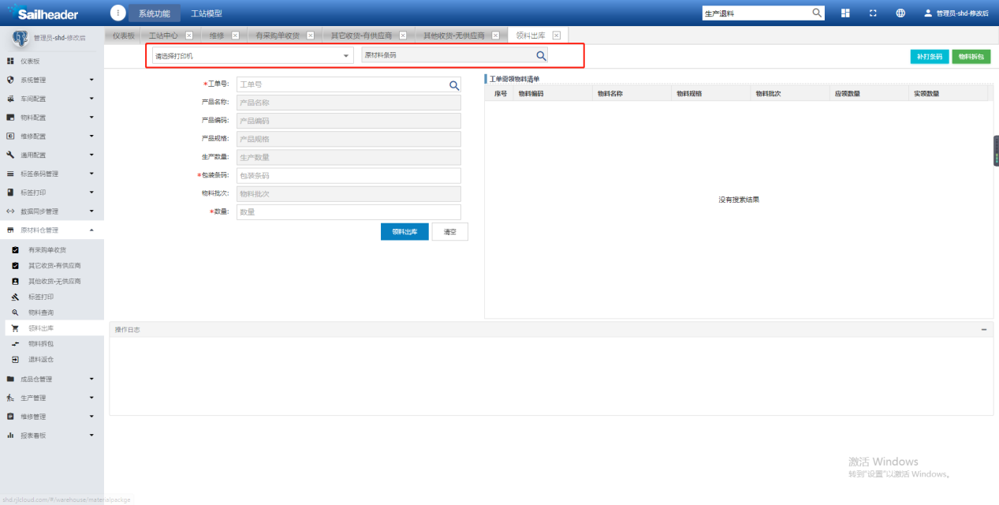 Sailheader 系统功能 工站模型 生产退料 管理员-shd-修改后
管理员-shd-修改后
仪表板 工站中心 维修 有采购单收货 其它收货-有供应商 其他收货-无供应商 领料出库
请选择打印机 原材料条码 补打条码 物料拆包
仪表板
系统管理
车间配置
物料配置
维修配置
通用配置
标签条码管理
标签打印
数据同步管理
原材料仓管理
有采购单收货
其它收货-有供应商
其他收货-无供应商
标签打印
物料查询
领料出库
物料拆包
退料返仓
成品仓管理
生产管理
维修管理
报表看板
*工单号: 工单号
产品名称: 产品名称
产品编码: 产品编码
产品规格: 产品规格
生产数量: 生产数量
*包装条码: 包装条码
物料批次: 物料批次
*数量: 数量
领料出库 清空
工单需领物料清单
序号 物料编码 物料名称 物料规格 物料批次 应领数量 实领数量
没有搜索结果
操作日志
激活 Windows
转到"设置"以激活 Windows。
shd.rjkcloud.com/#/warehouse/materialpackge